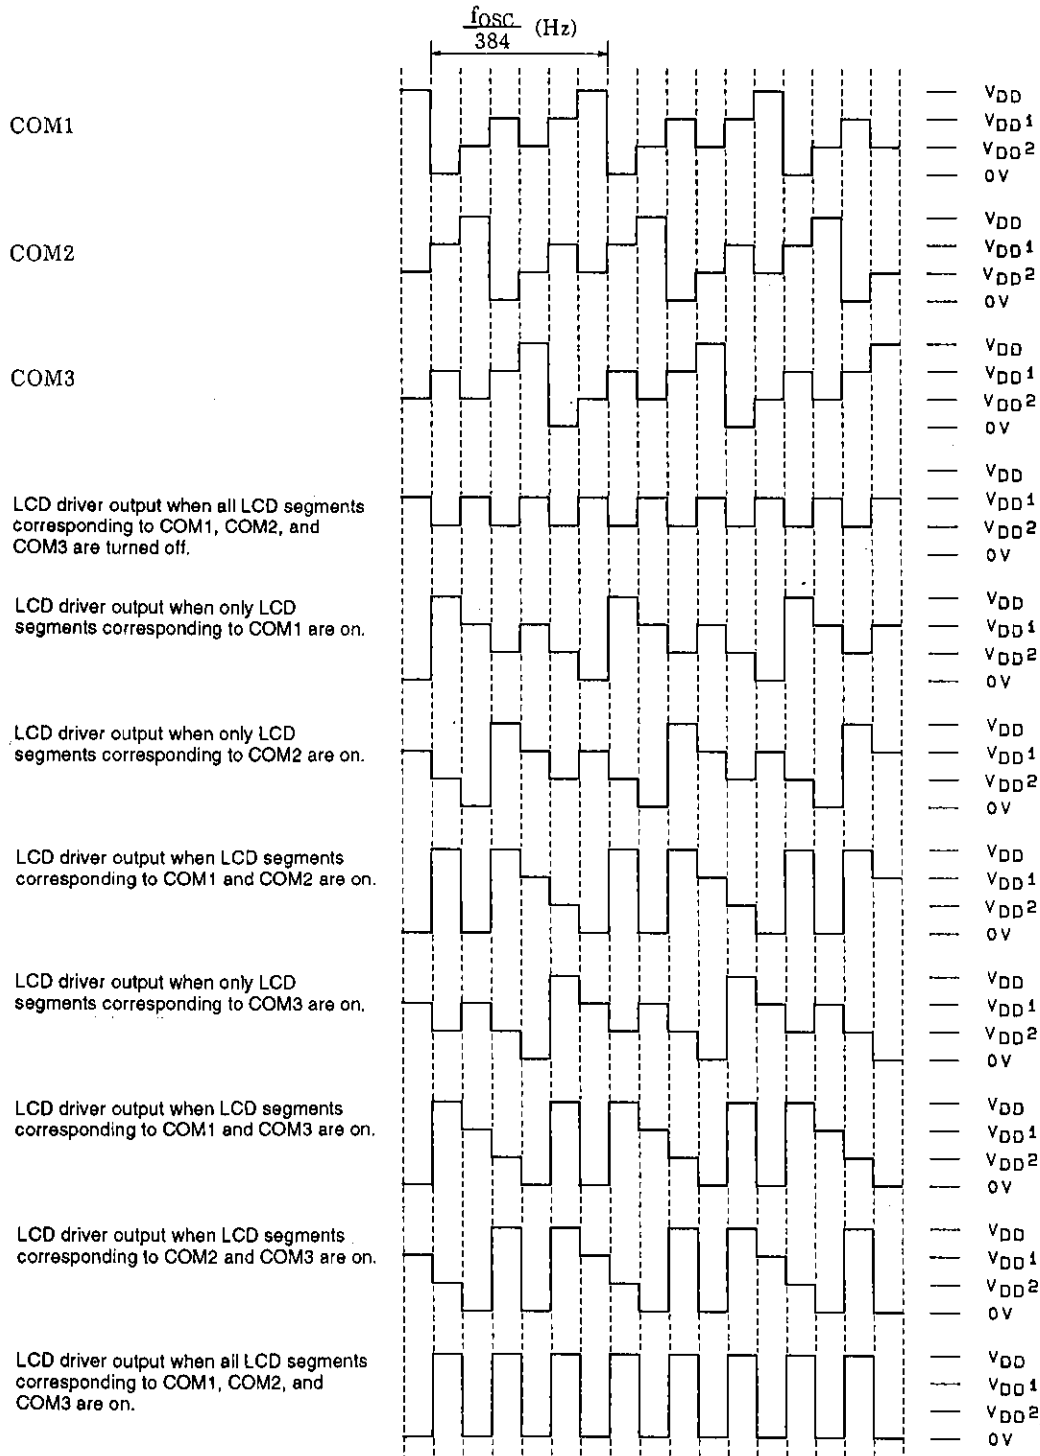 fOSC
384 (Hz)
COM1
VDD
VDD1
VDD2
0V
COM2
VDD
VDD1
VDD2
0V
COM3
VDD
VDD1
VDD2
0V
LCD driver output when all LCD segments
corresponding to COM1, COM2, and
COM3 are turned off.
VDD
VDD1
VDD2
0V
LCD driver output when only LCD
segments corresponding to COM1 are on.
VDD
VDD1
VDD2
0V
LCD driver output when only LCD
segments corresponding to COM2 are on.
VDD
VDD1
VDD2
0V
LCD driver output when LCD segments
corresponding to COM1 and COM2 are on.
VDD
VDD1
VDD2
0V
LCD driver output when only LCD
segments corresponding to COM3 are on.
VDD
VDD1
VDD2
0V
LCD driver output when LCD segments
corresponding to COM1 and COM3 are on.
VDD
VDD1
VDD2
0V
LCD driver output when LCD segments
corresponding to COM2 and COM3 are on.
VDD
VDD1
VDD2
0V
LCD driver output when all LCD segments
corresponding to COM1, COM2, and
COM3 are on.
VDD
VDD1
VDD2
0V